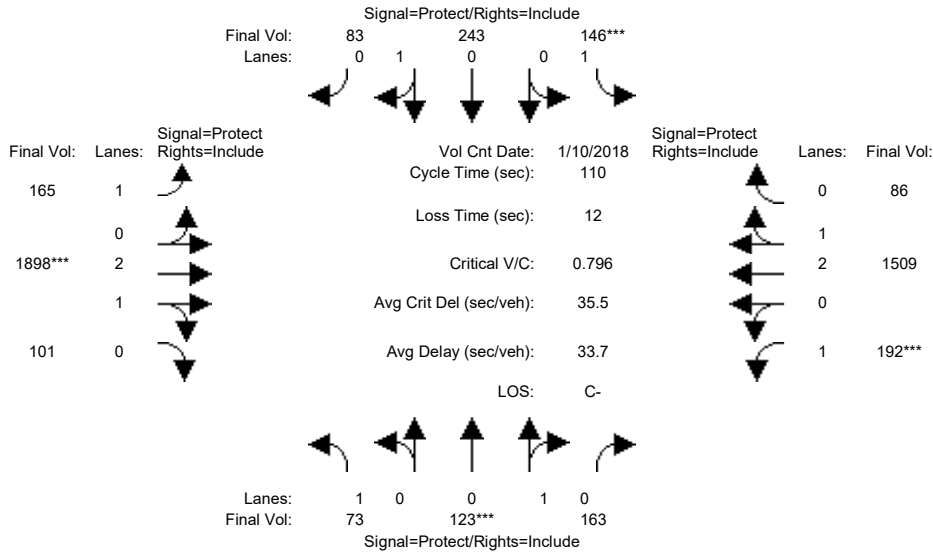 Signal=Protect/Rights=Include
Final Vol: 83 243 146***
Lanes: 0 1 0 0 1
Signal=Protect
Final Vol: Lanes: Rights=Include
Vol Cnt Date: 1/10/2018
Signal=Protect
Rights=Include Lanes: Final Vol:
Cycle Time (sec): 110
165 1
0 86
Loss Time (sec): 12
0
1
1898*** 2
Critical V/C: 0.796
2 1509
1
Avg Crit Del (sec/veh): 35.5
0
101 0
Avg Delay (sec/veh): 33.7
1 192***
LOS: C-
Lanes: 1 0 0 1 0
Final Vol: 73 123*** 163
Signal=Protect/Rights=Include